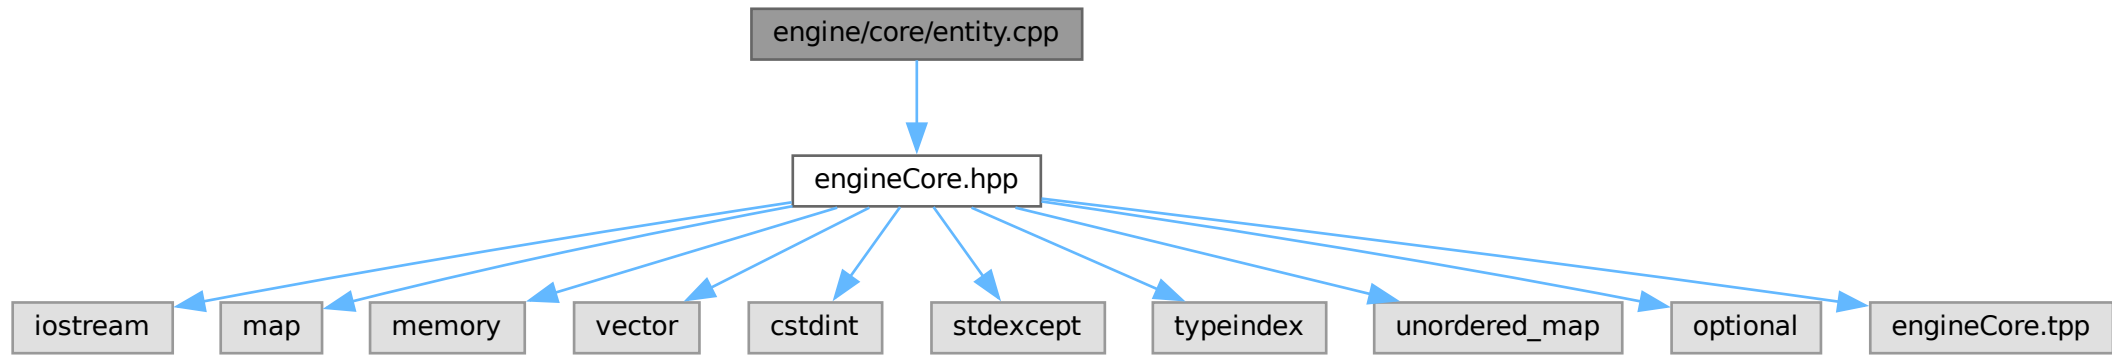 engine/core/entity.cpp
engineCore.hpp
iostream
map
memory
vector
cstdint
stdexcept
typeindex
unordered_map
optional
engineCore.tpp